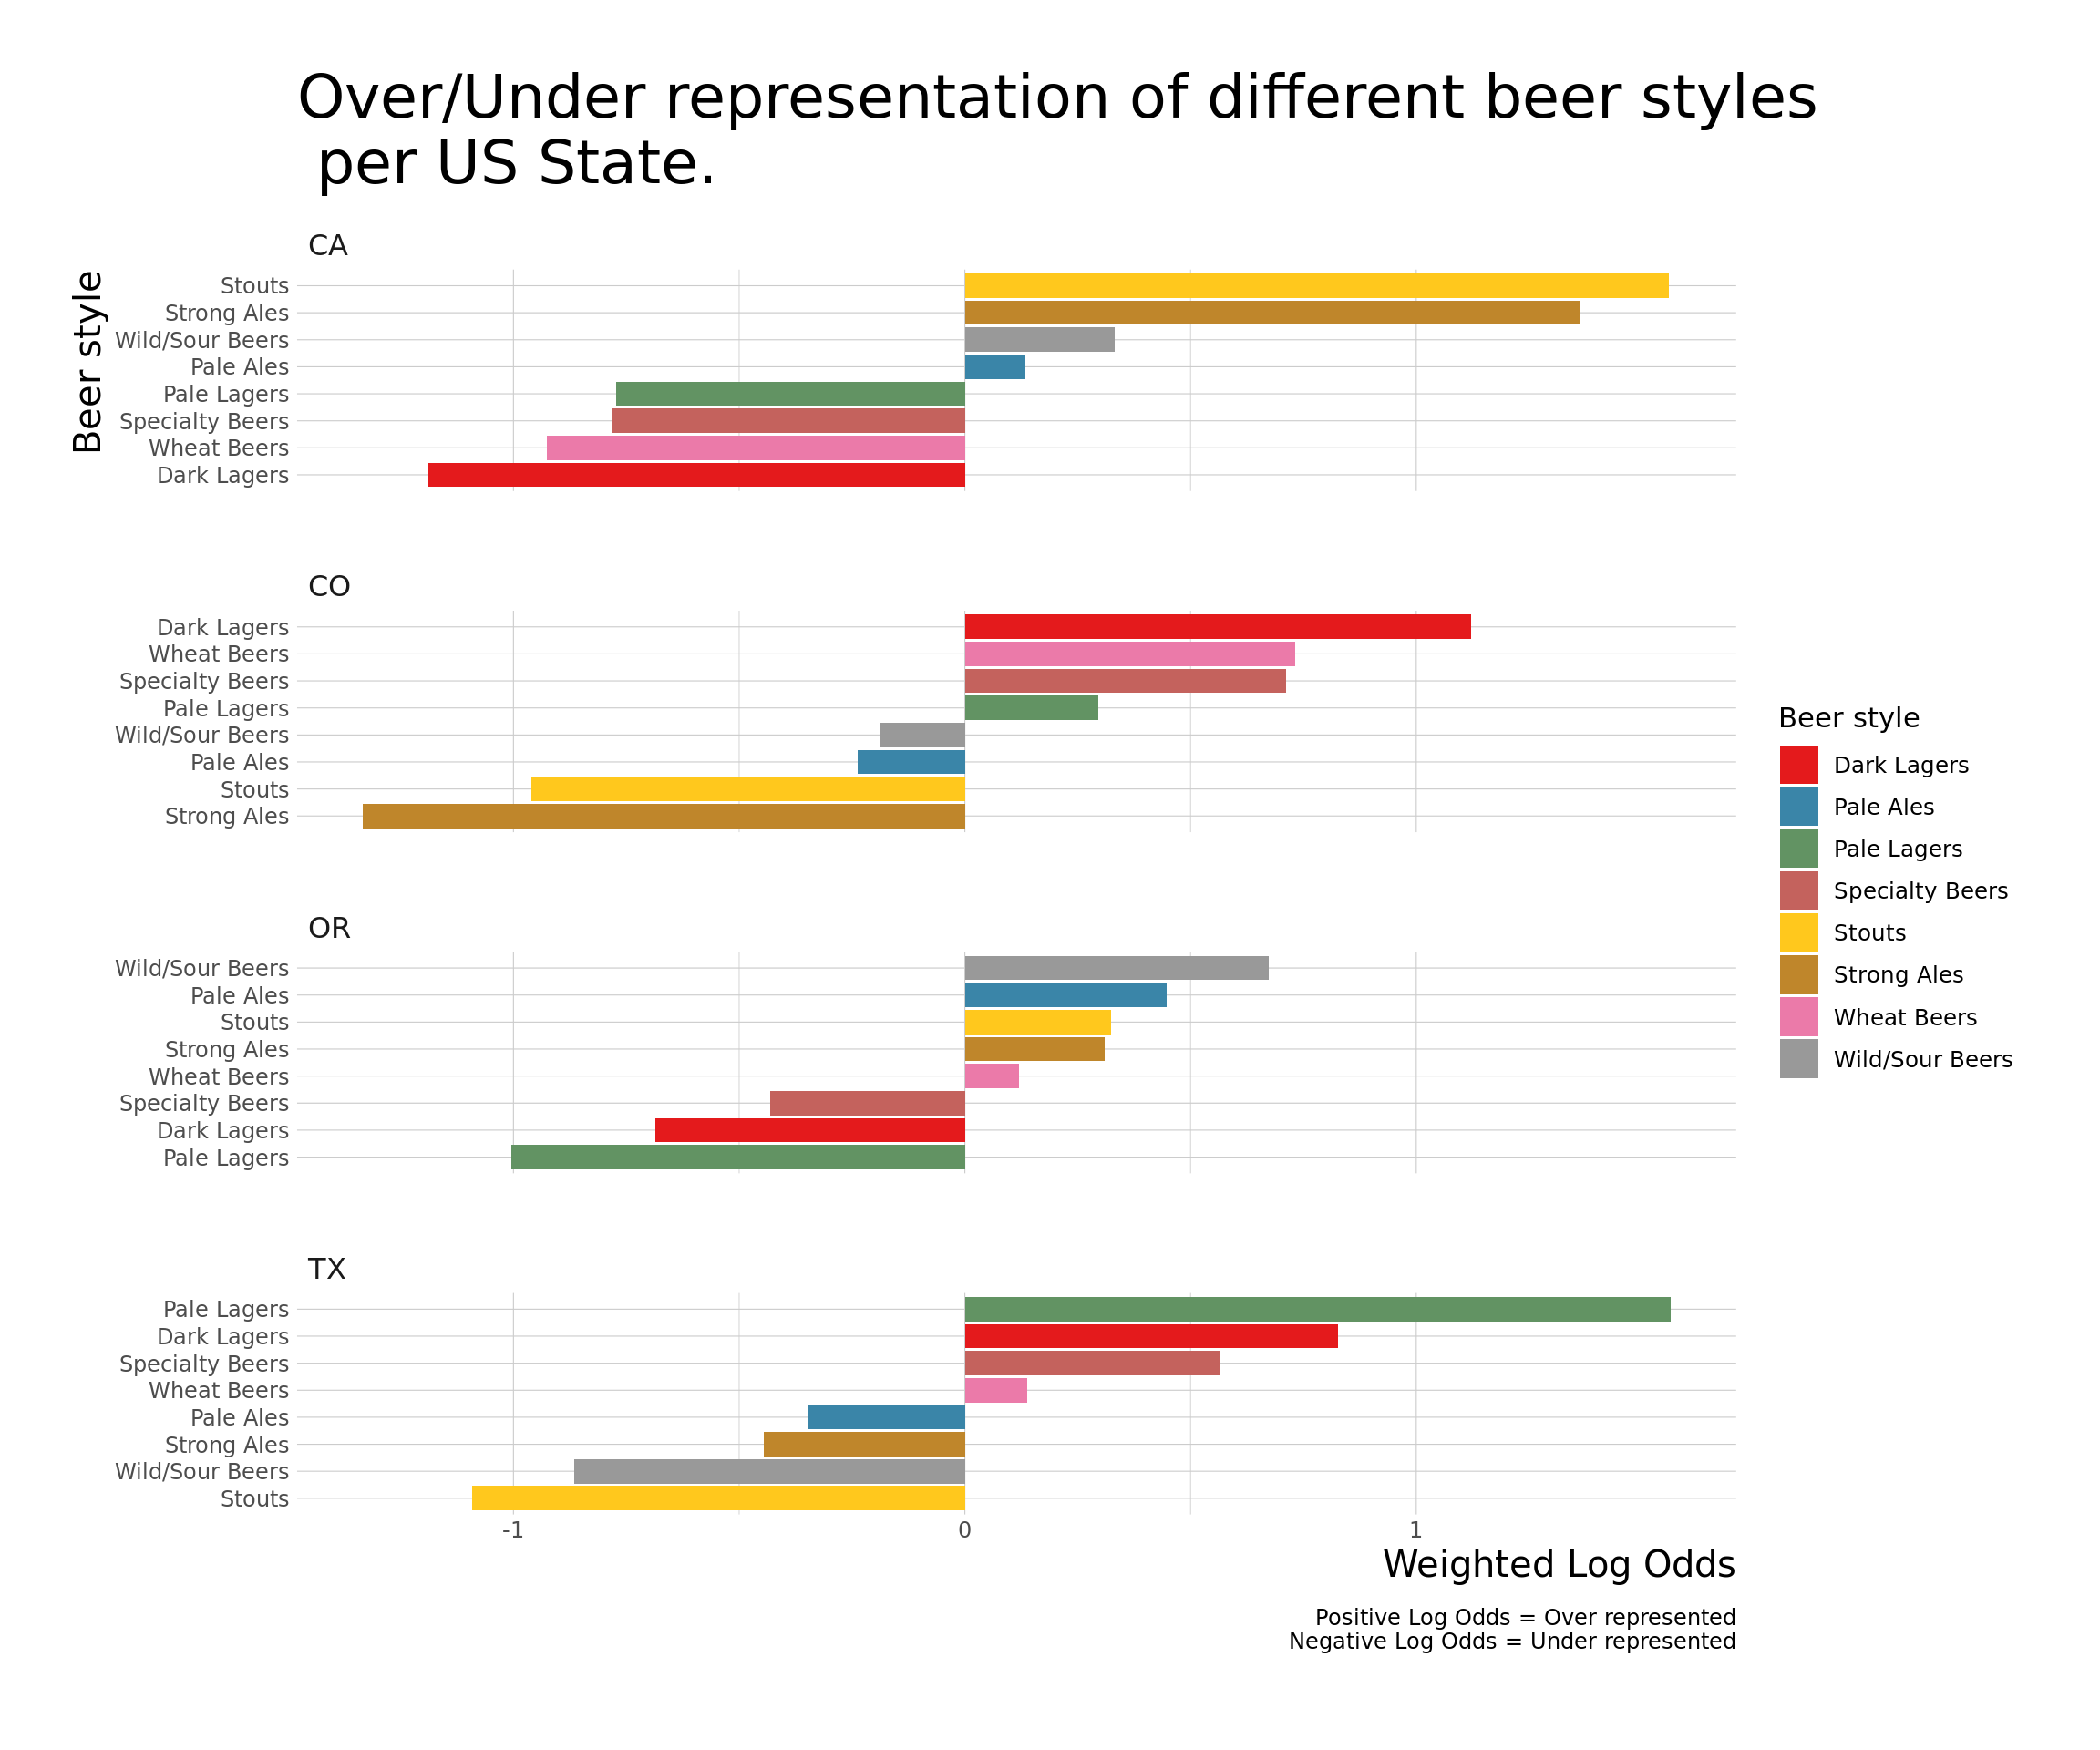 Over/Under representation of different beer styles
per US State.
Beer style
CA
Stouts
Strong Ales
Wild/Sour Beers
Pale Ales
Pale Lagers
Specialty Beers
Wheat Beers
Dark Lagers
CO
Dark Lagers
Wheat Beers
Specialty Beers
Pale Lagers
Wild/Sour Beers
Pale Ales
Stouts
Strong Ales
OR
Wild/Sour Beers
Pale Ales
Stouts
Strong Ales
Wheat Beers
Specialty Beers
Dark Lagers
Pale Lagers
TX
Pale Lagers
Dark Lagers
Specialty Beers
Wheat Beers
Pale Ales
Strong Ales
Wild/Sour Beers
Stouts
-1 0 1
Weighted Log Odds
Positive Log Odds = Over represented
Negative Log Odds = Under represented
Beer style
Dark Lagers
Pale Ales
Pale Lagers
Specialty Beers
Stouts
Strong Ales
Wheat Beers
Wild/Sour Beers